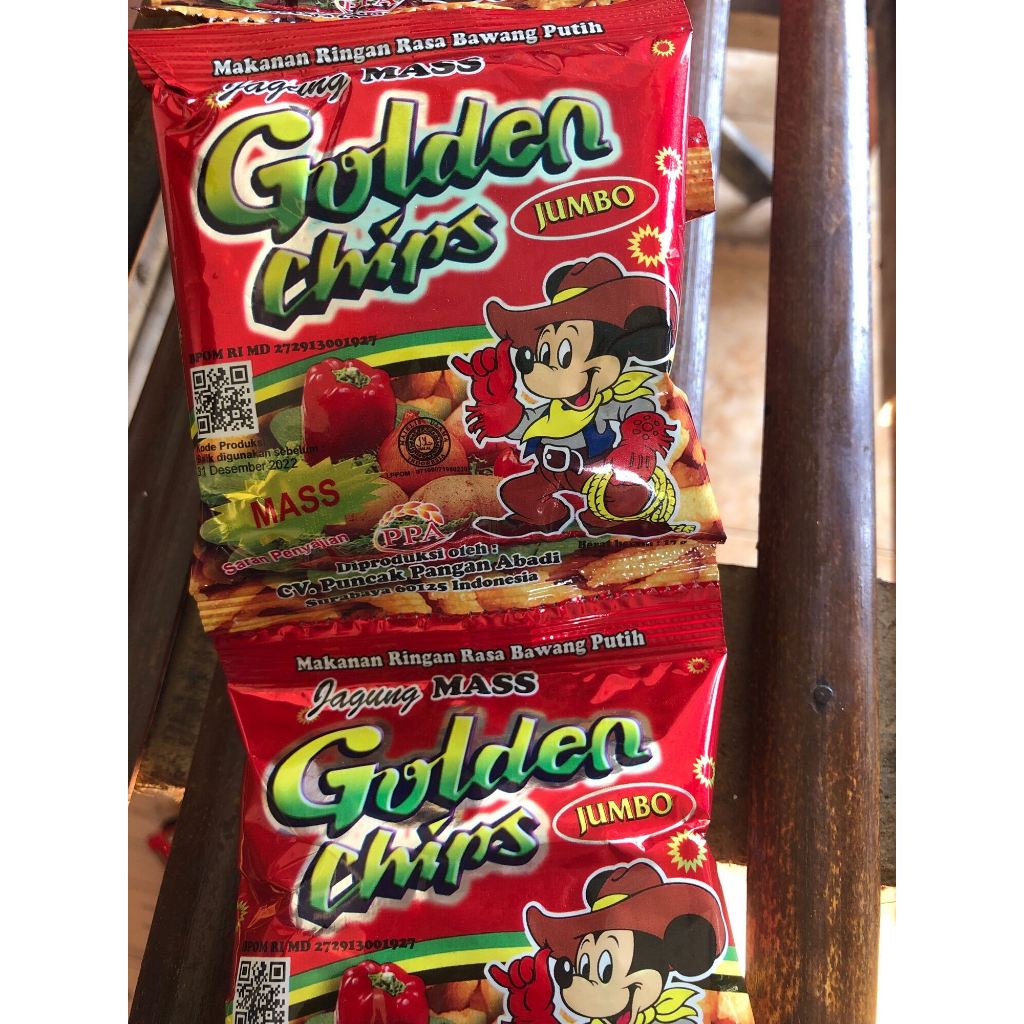 Makanan Ringan Rasa Bawang Putih
Jagung MASS
Golden
Chips
JUMBO
BPOM RI MD 272913001927
Kode Produksi
Baik digunakan sebelum
31 Desember 2022
MASS
Saran Penyajian
PPA
Diproduksi oleh :
CV. Puncak Pangan Abadi
Surabaya 60125 Indonesia
Makanan Ringan Rasa Bawang Putih
Jagung MASS
Golden
Chips
JUMBO
BPOM RI MD 272913001927